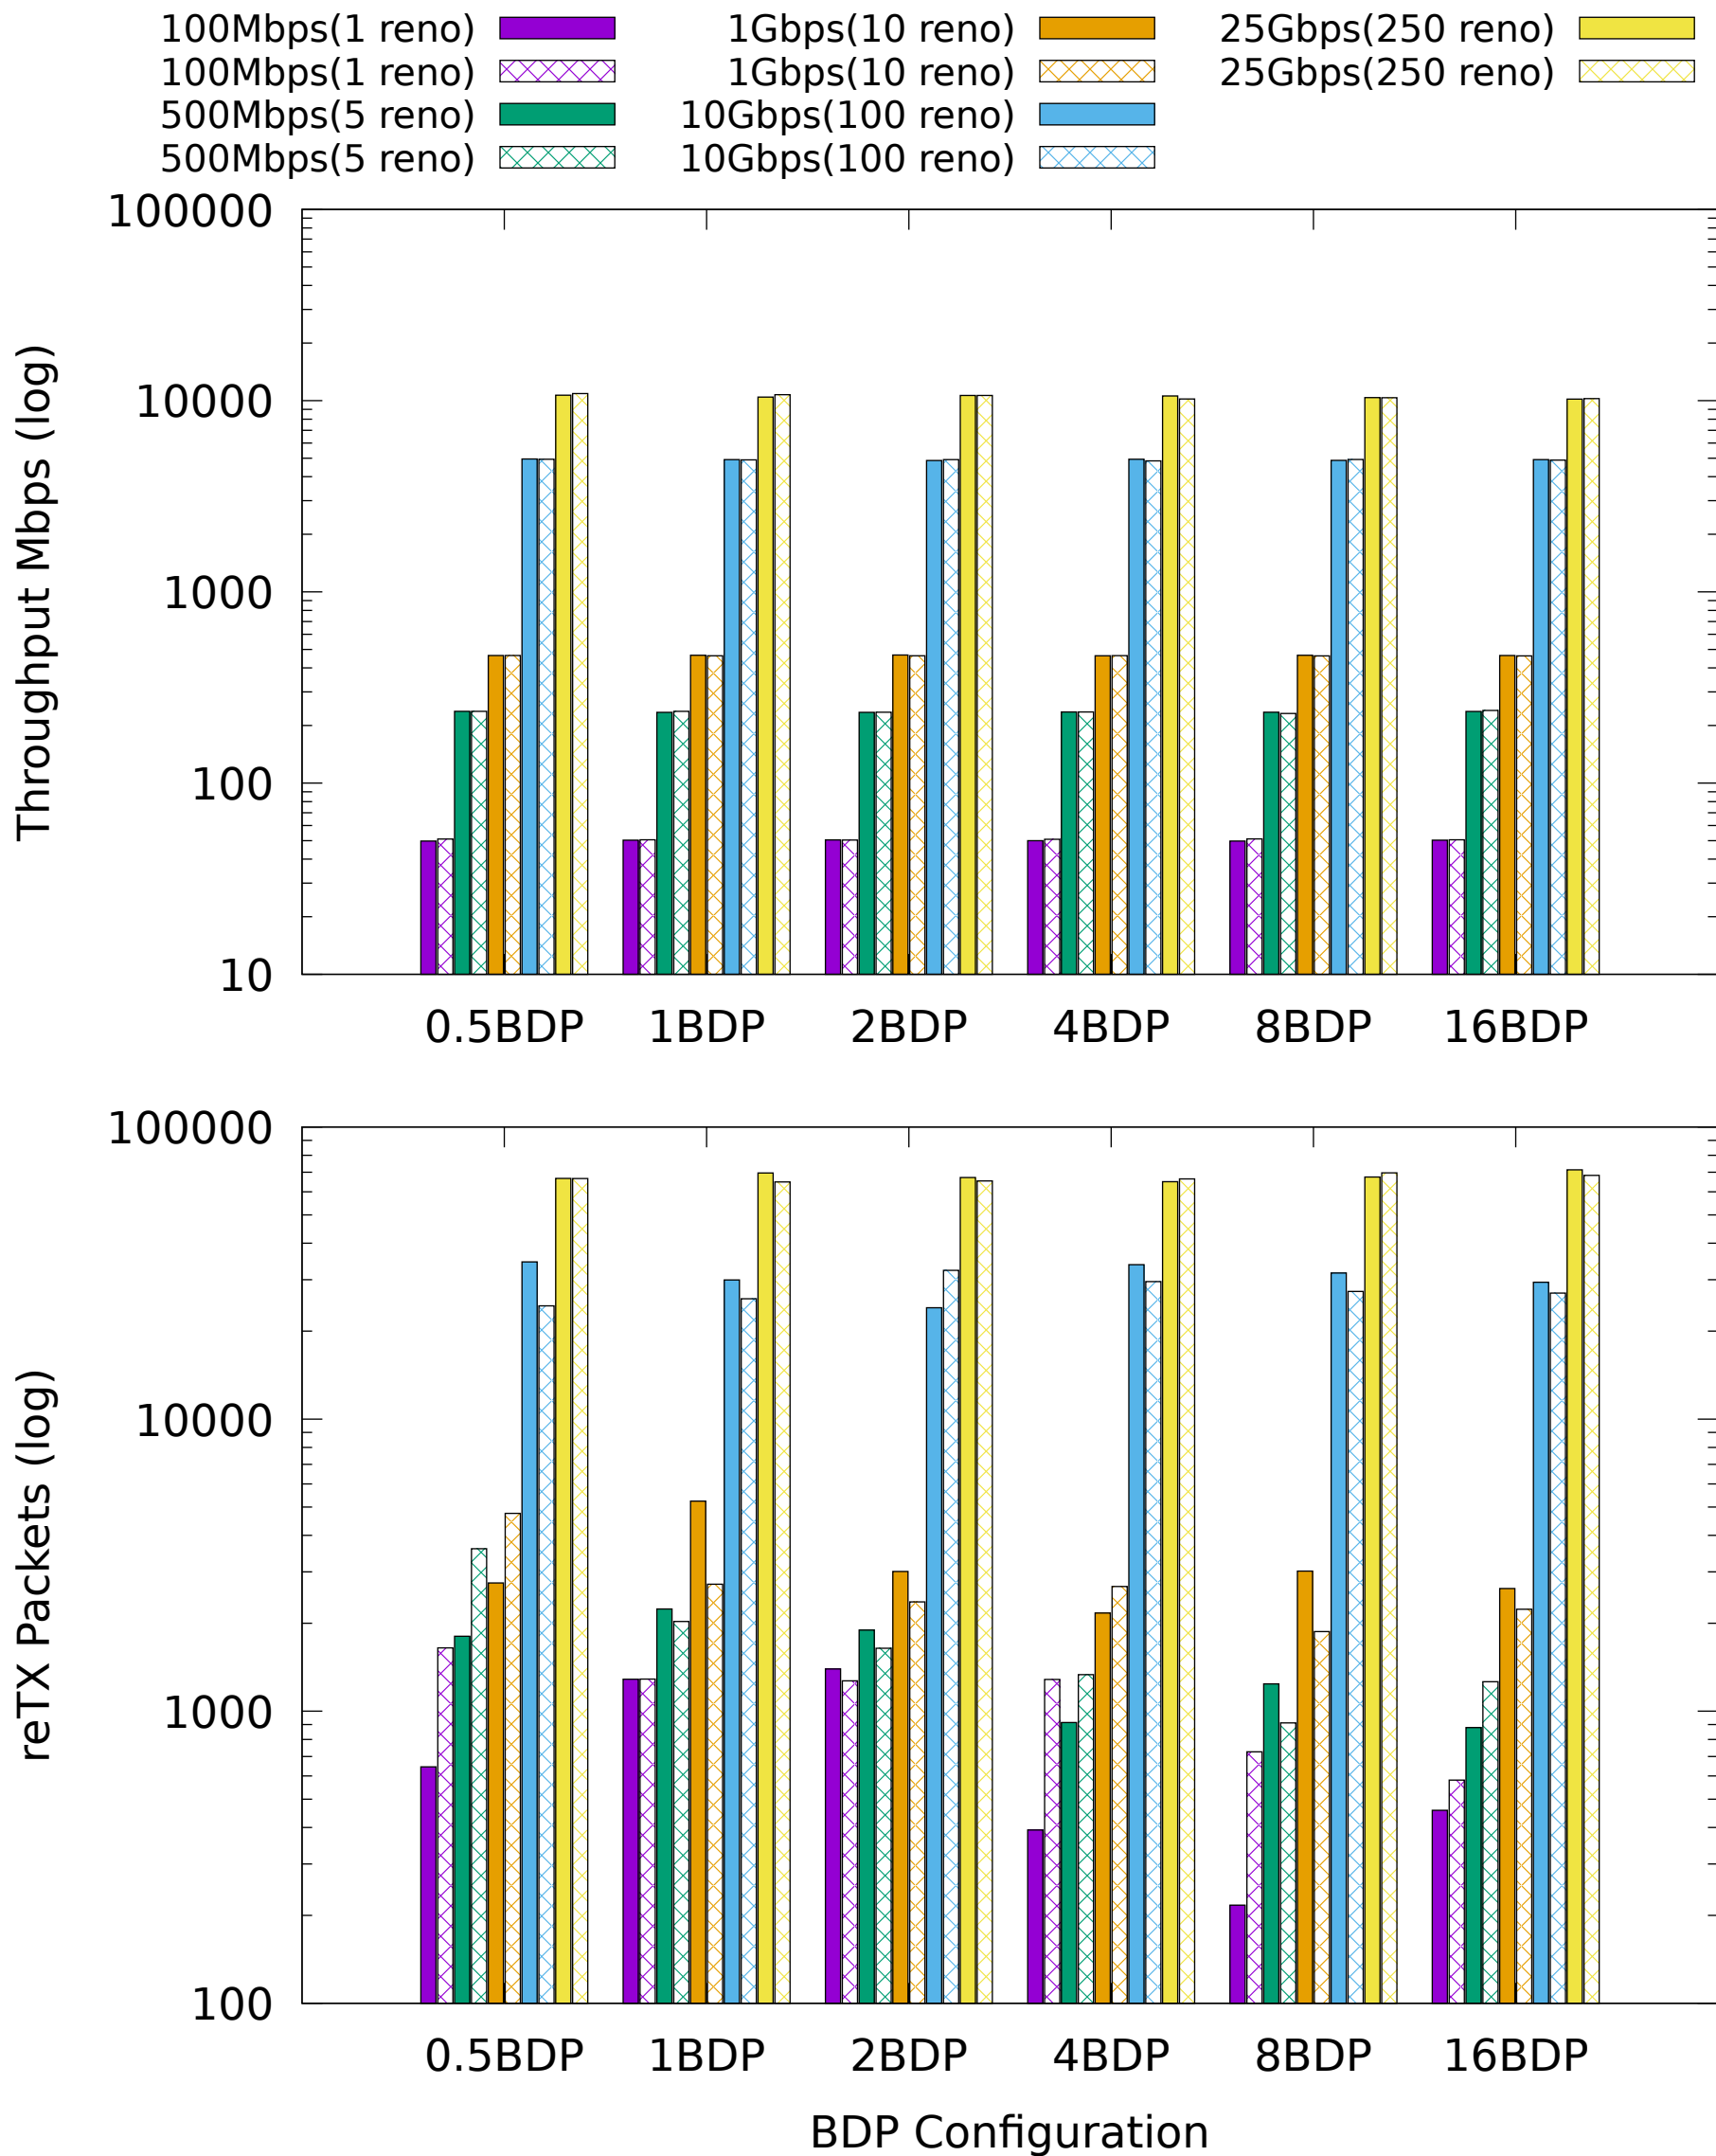 100Mbps(1 reno)
100Mbps(1 reno)
500Mbps(5 reno)
500Mbps(5 reno)
1Gbps(10 reno)
1Gbps(10 reno)
10Gbps(100 reno)
10Gbps(100 reno)
25Gbps(250 reno)
25Gbps(250 reno)
Throughput Mbps (log)
100000
10000
1000
100
10
0.5BDP 1BDP 2BDP 4BDP 8BDP 16BDP
reTX Packets (log)
100000
10000
1000
100
0.5BDP 1BDP 2BDP 4BDP 8BDP 16BDP
BDP Configuration